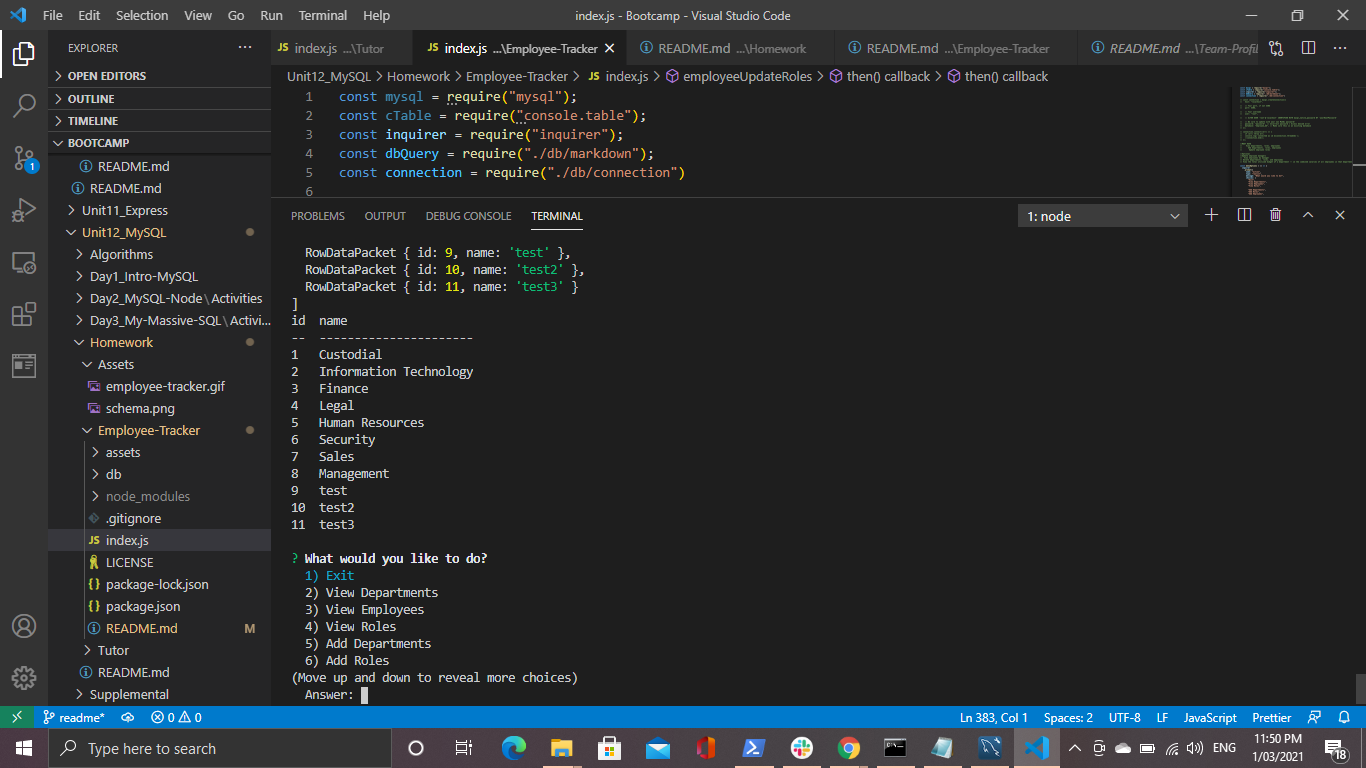 File Edit Selection View Go Run Terminal Help index.js - Bootcamp - Visual Studio Code
EXPLORER
OPEN EDITORS
OUTLINE
TIMELINE
BOOTCAMP
README.md
README.md
Unit11_Express
Unit12_MySQL
Algorithms
Day1_Intro-MySQL
Day2_MySQL-Node\Activities
Day3_My-Massive-SQL\Activi...
Homework
Assets
employee-tracker.gif
schema.png
Employee-Tracker
assets
db
node_modules
.gitignore
JS index.js
LICENSE
{} package-lock.json
{} package.json
README.md M
Tutor
README.md
Supplemental
1
JS index.js ...\Tutor JS index.js ...\Employee-Tracker README.md ...\Homework README.md ...\Employee-Tracker README.md ...\Team-Profil
Unit12_MySQL > Homework > Employee-Tracker > JS index.js > employeeUpdateRoles > then() callback > then() callback
1 const mysql = require("mysql");
2 const cTable = require("console.table");
3 const inquirer = require("inquirer");
4 const dbQuery = require("./db/markdown");
5 const connection = require("./db/connection")
6
PROBLEMS OUTPUT DEBUG CONSOLE TERMINAL 1: node
RowDataPacket { id: 9, name: 'test' },
RowDataPacket { id: 10, name: 'test2' },
RowDataPacket { id: 11, name: 'test3' }
]
id name
-- ----------------------
1 Custodial
2 Information Technology
3 Finance
4 Legal
5 Human Resources
6 Security
7 Sales
8 Management
9 test
10 test2
11 test3
? What would you like to do?
1) Exit
2) View Departments
3) View Employees
4) View Roles
5) Add Departments
6) Add Roles
(Move up and down to reveal more choices)
Answer:
readme* 0 0 Ln 383, Col 1 Spaces: 2 UTF-8 LF JavaScript Prettier
Type here to search ENG 11:50 PM
1/03/2021
18